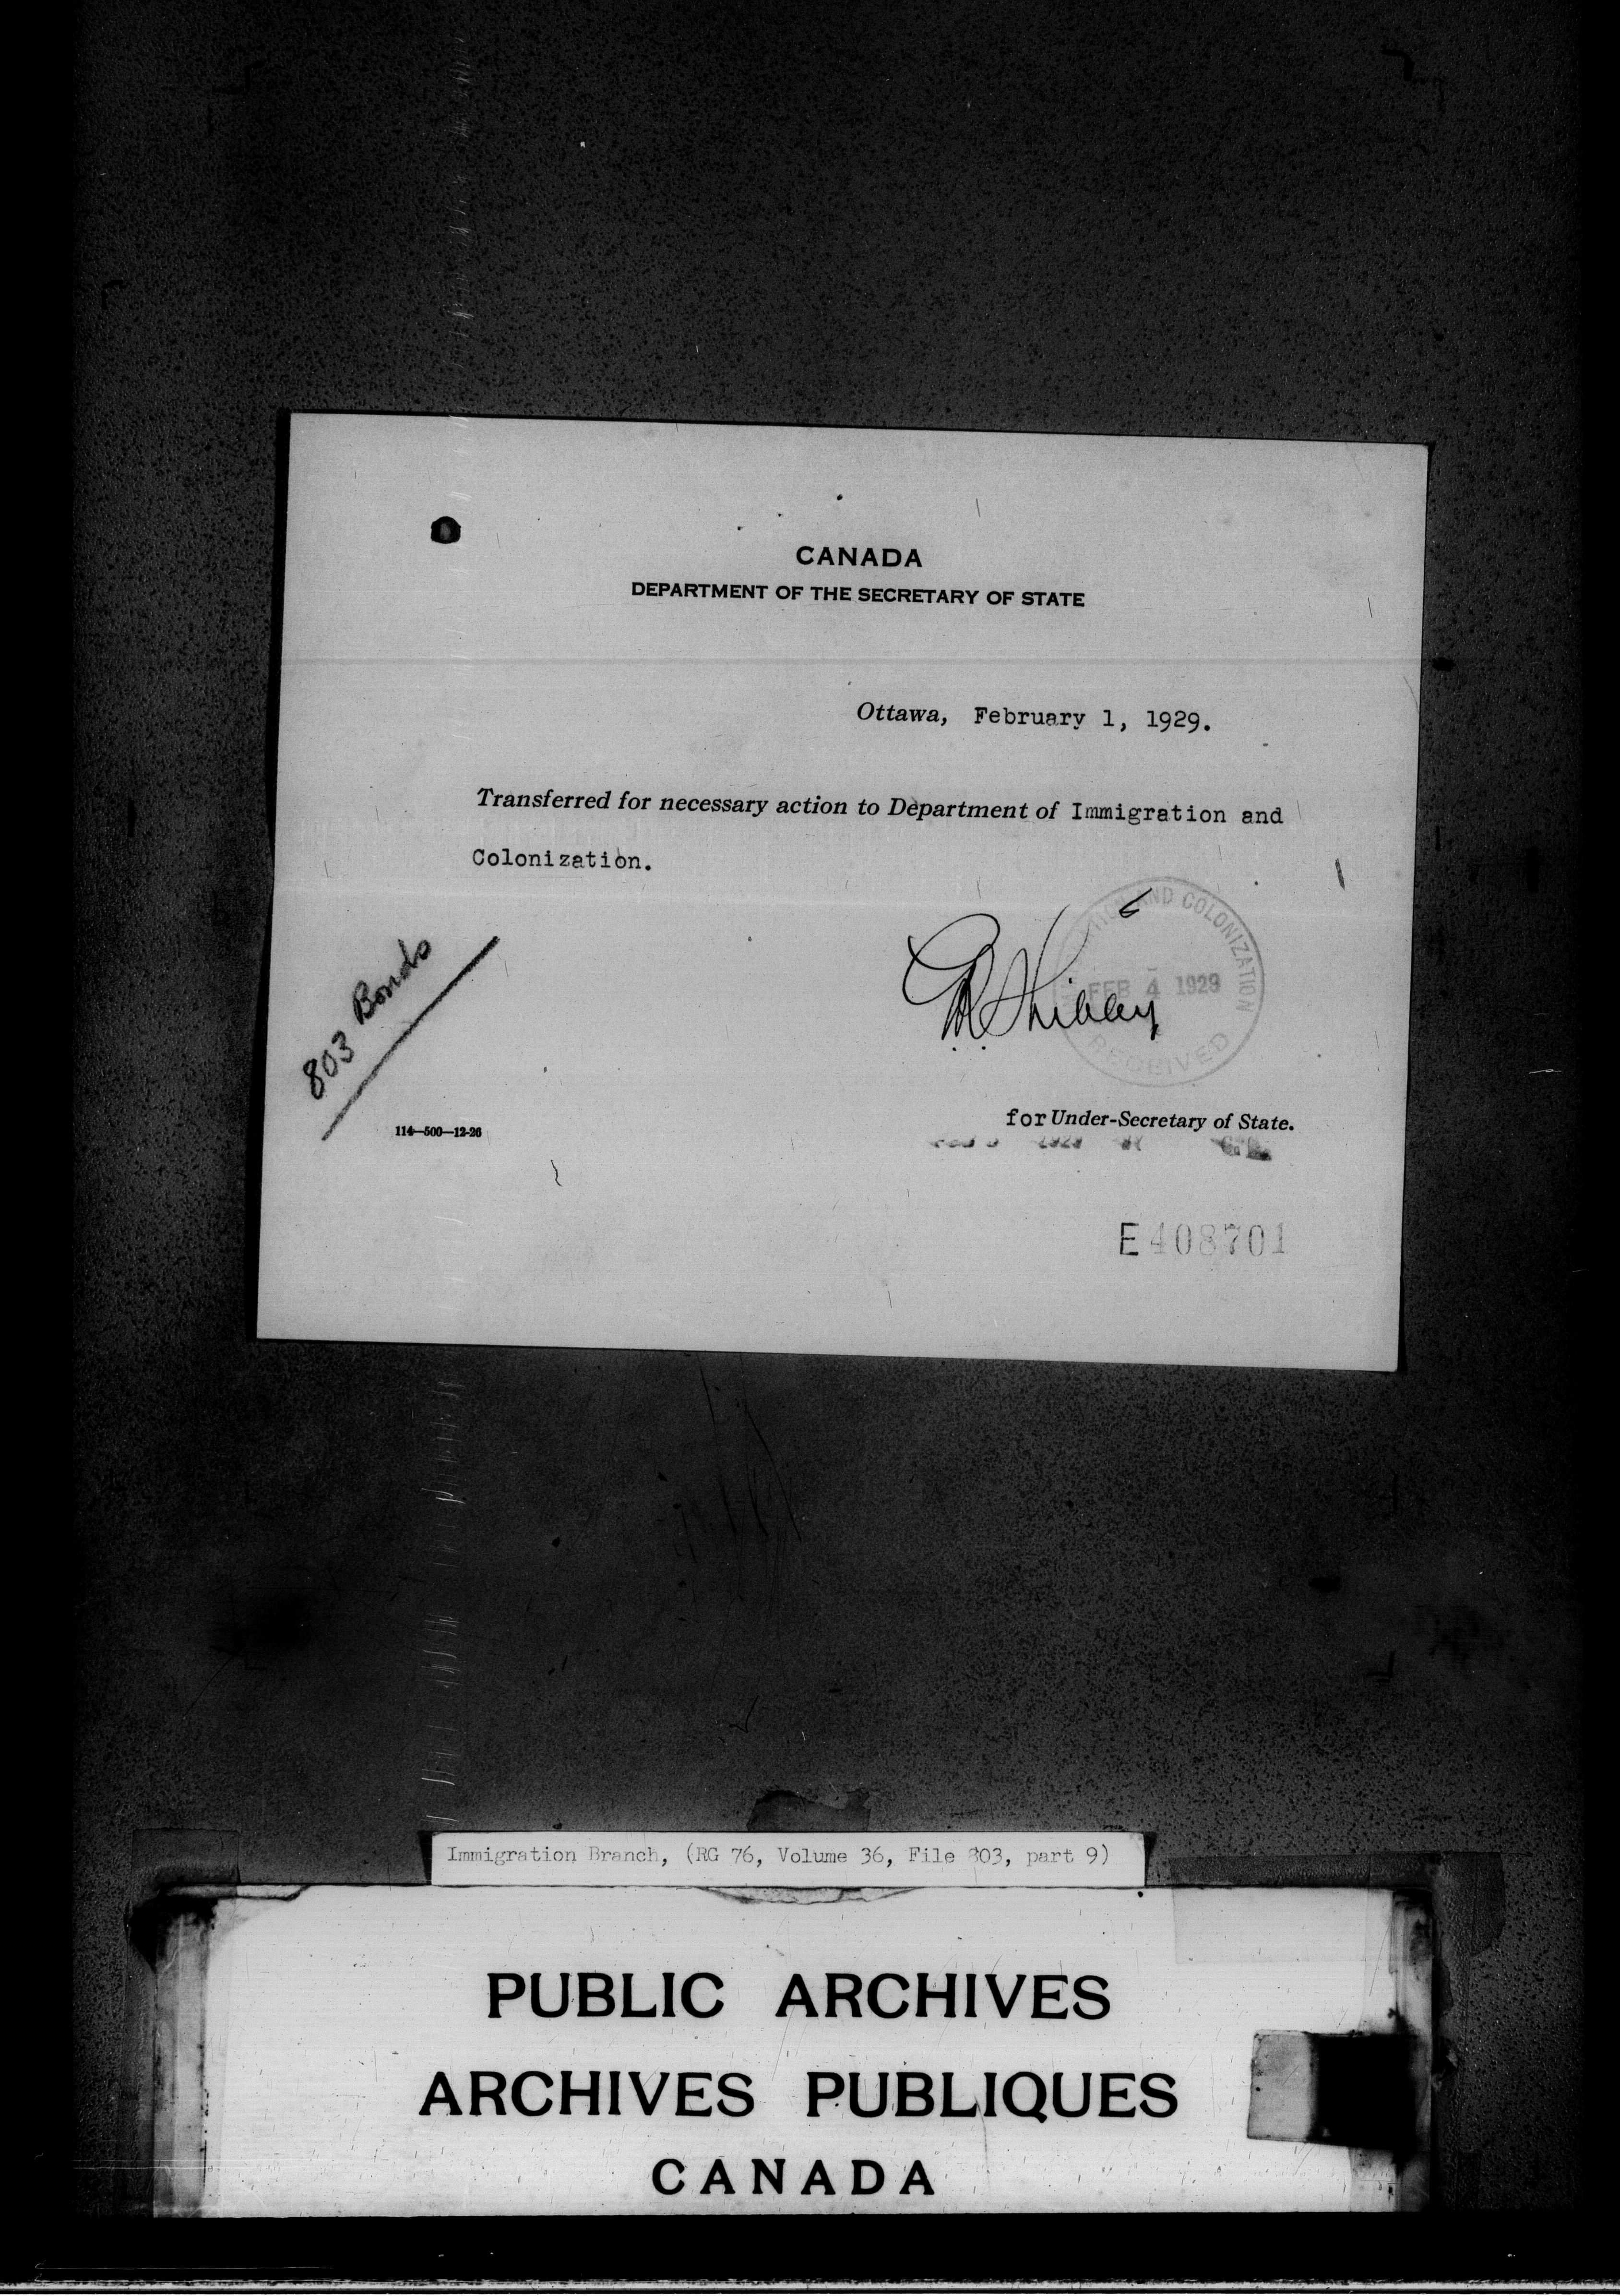 CANADA
DEPARTMENT OF THE SECRETARY OF STATE
Ottawa, February 1, 1929.
Transferred for necessary action to Department of Immigration and
Colonization.
AND COLONIZATION
FEB 4 1929
RECEIVED
803 Bonds
for Under-Secretary of State.
114—500—12-26
1929
E408701
Immigration Branch, (RG 76, Volume 36, File 803, part 9)
PUBLIC ARCHIVES
ARCHIVES PUBLIQUES
CANADA